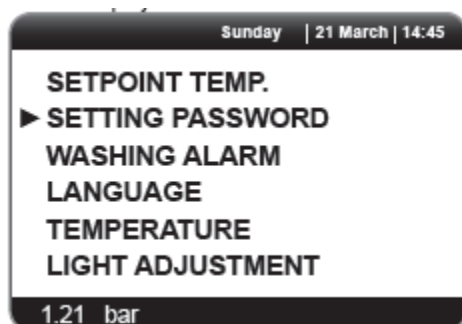 Sunday | 21 March | 14:45
SETPOINT TEMP.
SETTING PASSWORD
WASHING ALARM
LANGUAGE
TEMPERATURE
LIGHT ADJUSTMENT
1.21 bar